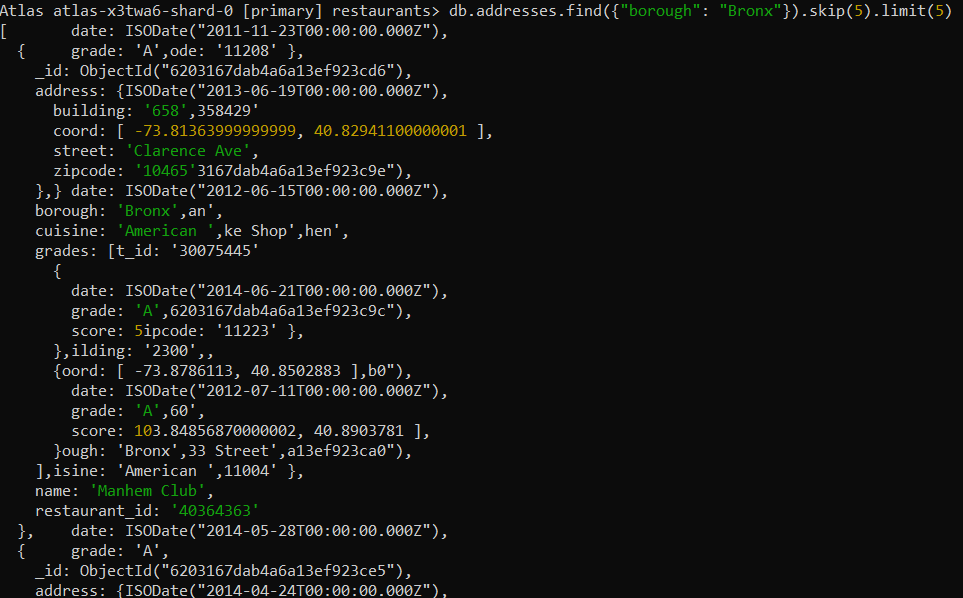 Atlas atlas-x3twa6-shard-0 [primary] restaurants> db.addresses.find({"borough": "Bronx"}).skip(5).limit(5)
[       date: ISODate("2011-11-23T00:00:00.000Z"),
  {     grade: 'A',ode: '11208' },
    _id: ObjectId("6203167dab4a6a13ef923cd6"),
    address: {ISODate("2013-06-19T00:00:00.000Z"),
      building: '658',358429'
      coord: [ -73.81363999999999, 40.82941100000001 ],
      street: 'Clarence Ave',
      zipcode: '10465'3167dab4a6a13ef923c9e"),
    },} date: ISODate("2012-06-15T00:00:00.000Z"),
    borough: 'Bronx',an',
    cuisine: 'American ',ke Shop',hen',
    grades: [t_id: '30075445'
      {
        date: ISODate("2014-06-21T00:00:00.000Z"),
        grade: 'A',6203167dab4a6a13ef923c9c"),
        score: 5ipcode: '11223' },
      },ilding: '2300',,
      {oord: [ -73.8786113, 40.8502883 ],b0"),
        date: ISODate("2012-07-11T00:00:00.000Z"),
        grade: 'A',60',
        score: 103.84856870000002, 40.8903781 ],
      }ough: 'Bronx',33 Street',a13ef923ca0"),
    ],isine: 'American ',11004' },
    name: 'Manhem Club',
    restaurant_id: '40364363'
  },    date: ISODate("2014-05-28T00:00:00.000Z"),
  {     grade: 'A',
    _id: ObjectId("6203167dab4a6a13ef923ce5"),
    address: {ISODate("2014-04-24T00:00:00.000Z"),